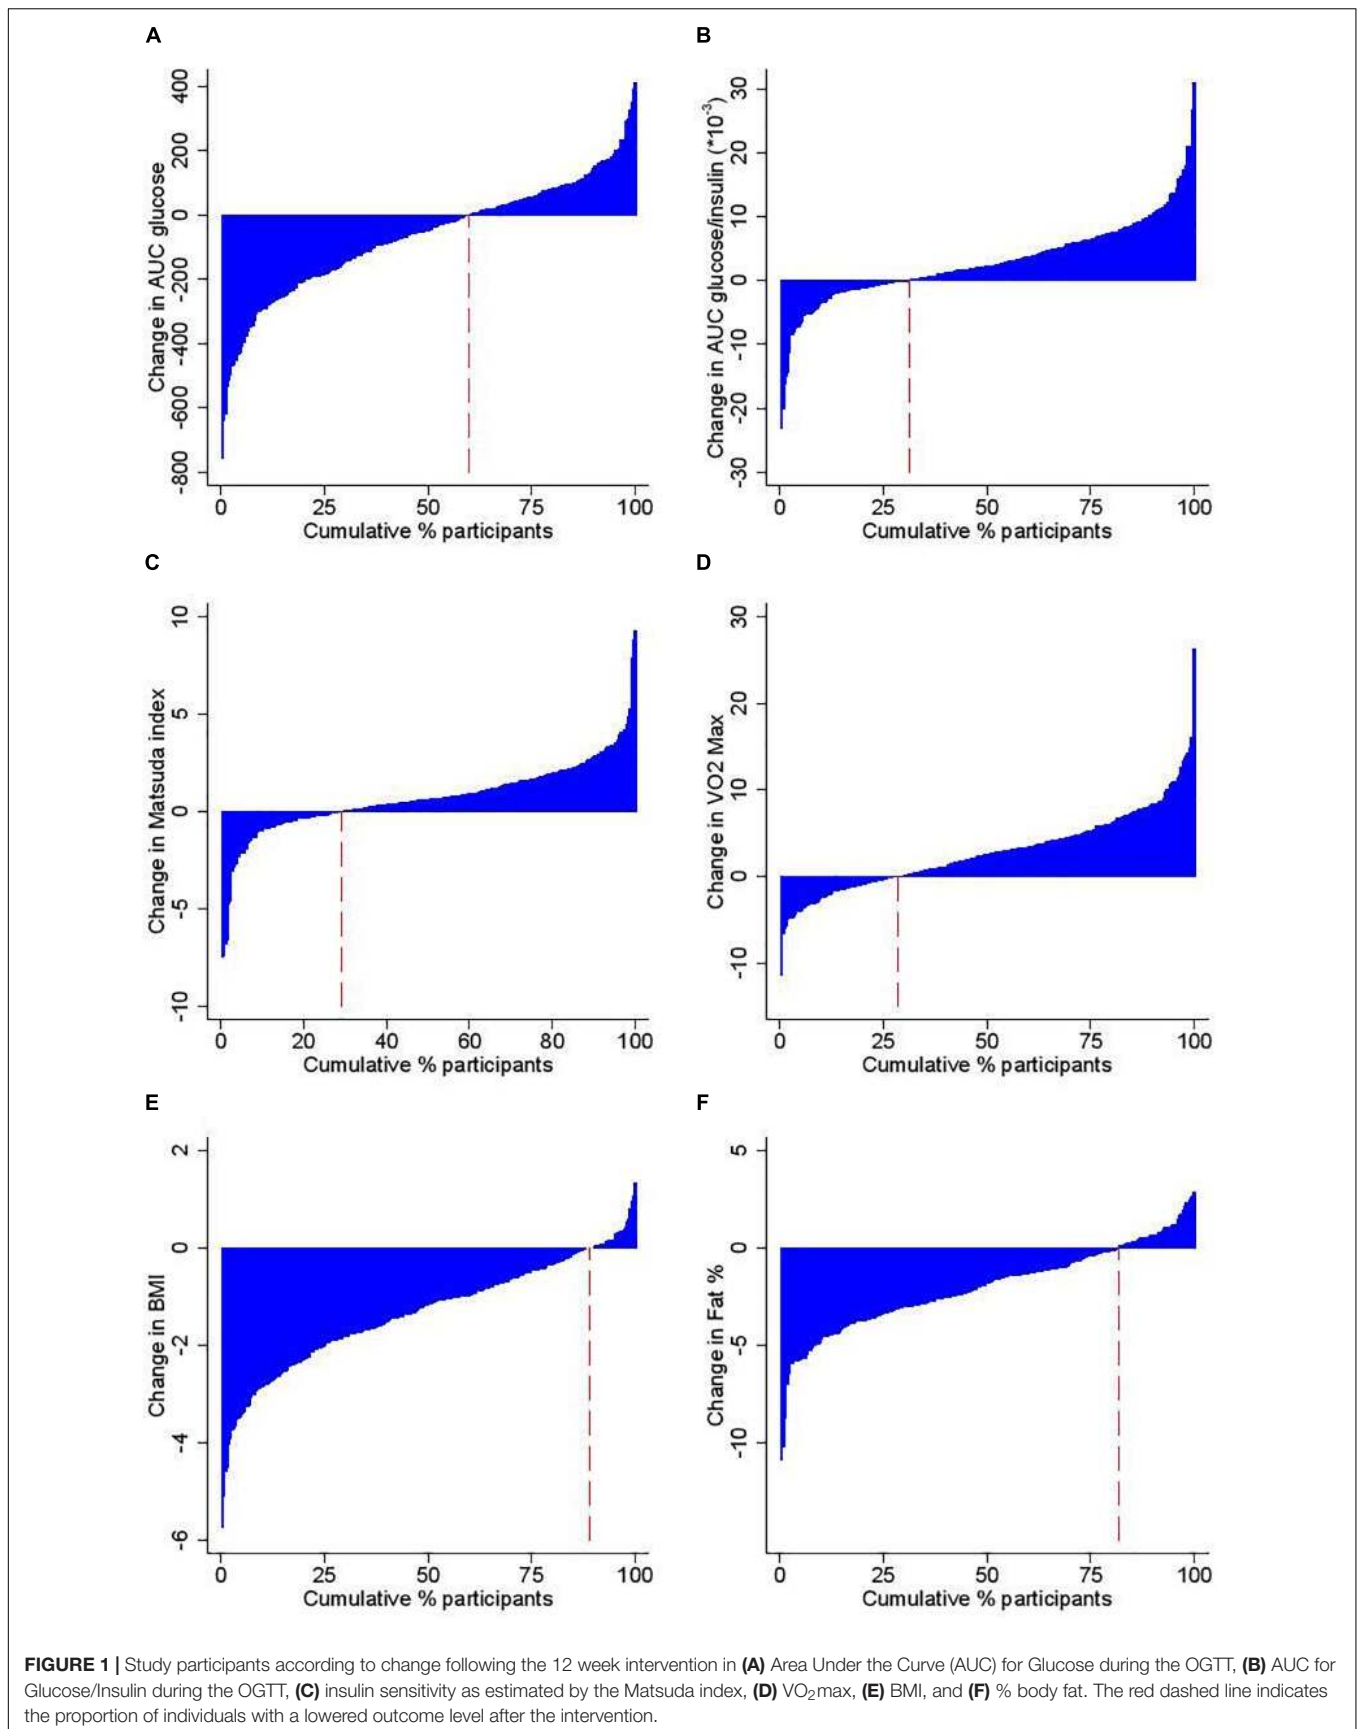 A
Change in AUC glucose
400
200
0
-200
-400
-600
-800
0 25 50 75 100
Cumulative % participants
B
Change in AUC glucose/insulin (*10-3)
30
20
10
0
-10
-20
-30
0 25 50 75 100
Cumulative % participants
C
Change in Matsuda index
10
5
0
-5
-10
0 20 40 60 80 100
Cumulative % participants
D
Change in VO2 Max
30
20
10
0
-10
0 25 50 75 100
Cumulative % participants
E
Change in BMI
2
0
-2
-4
-6
0 25 50 75 100
Cumulative % participants
F
Change in Fat %
5
0
-5
-10
0 25 50 75 100
Cumulative % participants
FIGURE 1 | Study participants according to change following the 12 week intervention in (A) Area Under the Curve (AUC) for Glucose during the OGTT, (B) AUC for
Glucose/Insulin during the OGTT, (C) insulin sensitivity as estimated by the Matsuda index, (D) VO2max, (E) BMI, and (F) % body fat. The red dashed line indicates
the proportion of individuals with a lowered outcome level after the intervention.